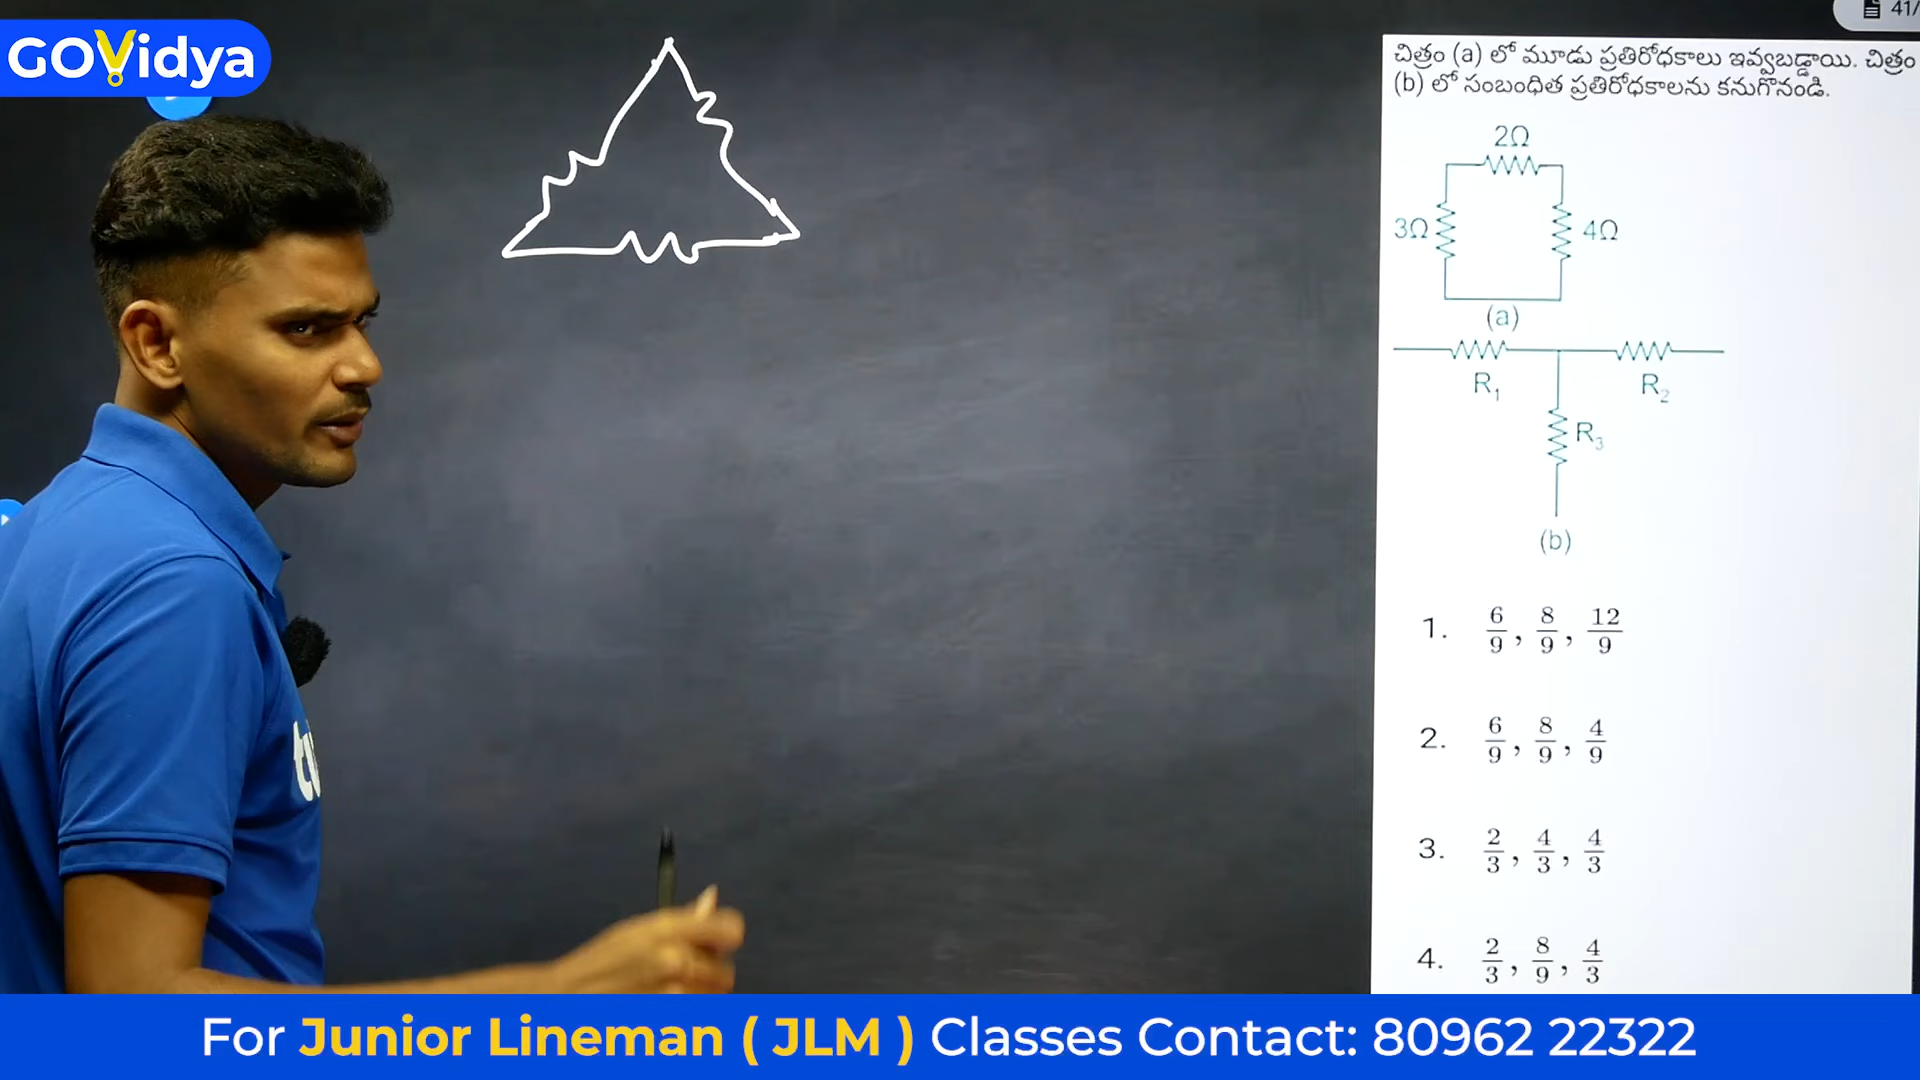 GOVidya
41/
చిత్రం (a) లో మూడు ప్రతిరోధకాలు ఇవ్వబడ్డాయి. చిత్రం
(b) లో సంబంధిత ప్రతిరోధకాలను కనుగొనండి.
2Ω
3Ω
4Ω
(a)
R₁
R₂
R₃
(b)
1. 6/9, 8/9, 12/9
2. 6/9, 8/9, 4/9
3. 2/3, 4/3, 4/3
4. 2/3, 8/9, 4/3
For Junior Lineman ( JLM ) Classes Contact: 80962 22322